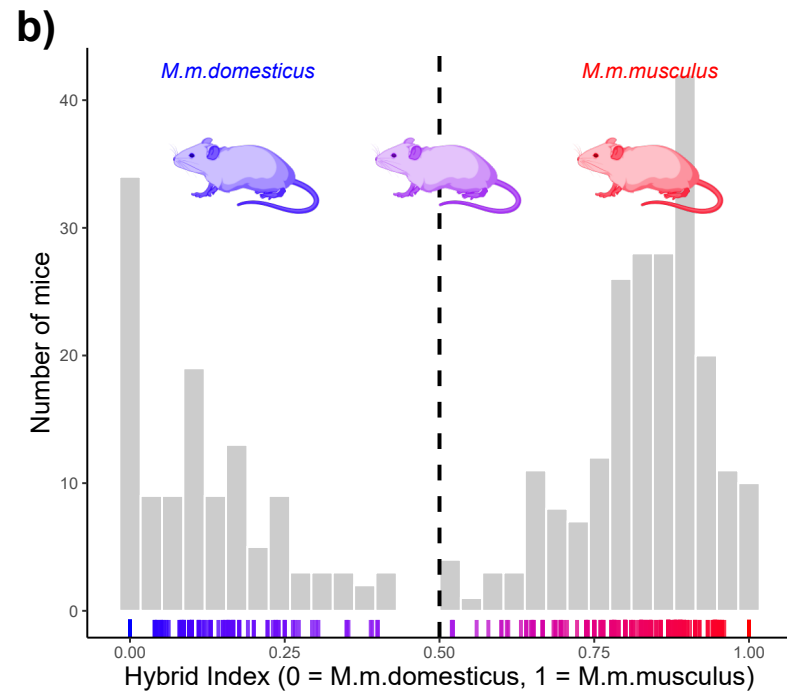 b)
M.m.domesticus
M.m.musculus
Number of mice
40
30
20
10
0
0.00
0.25
0.50
0.75
1.00
Hybrid Index (0 = M.m.domesticus, 1 = M.m.musculus)